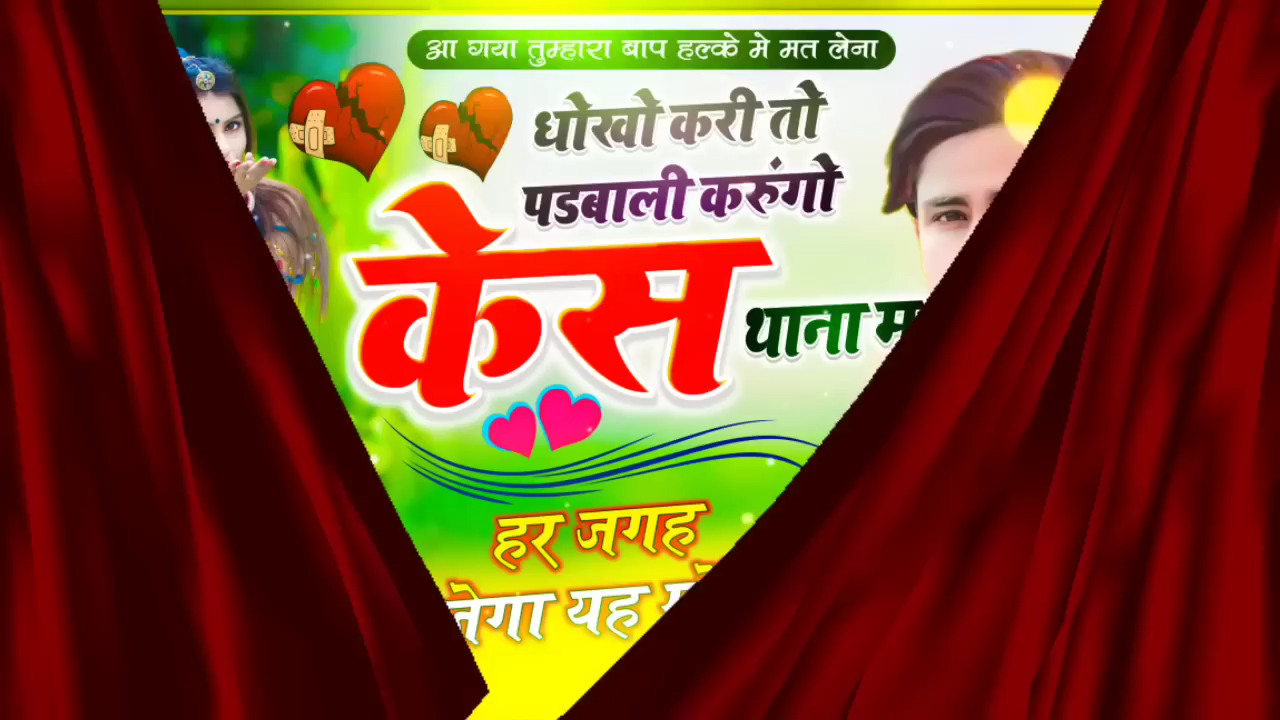 आ गया तुम्हारा बाप हल्के मे मत लेना
धोखो करी तो
पडबाली करुंगो
केस
थाना
हर जगह
यह